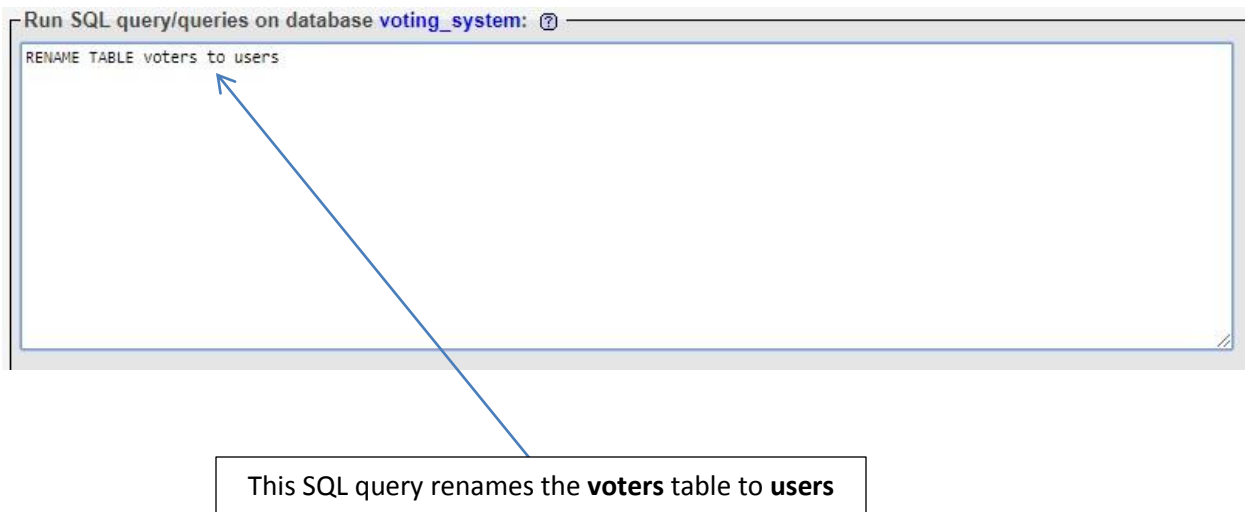 Run SQL query/queries on database voting_system:
RENAME TABLE voters to users
This SQL query renames the voters table to users